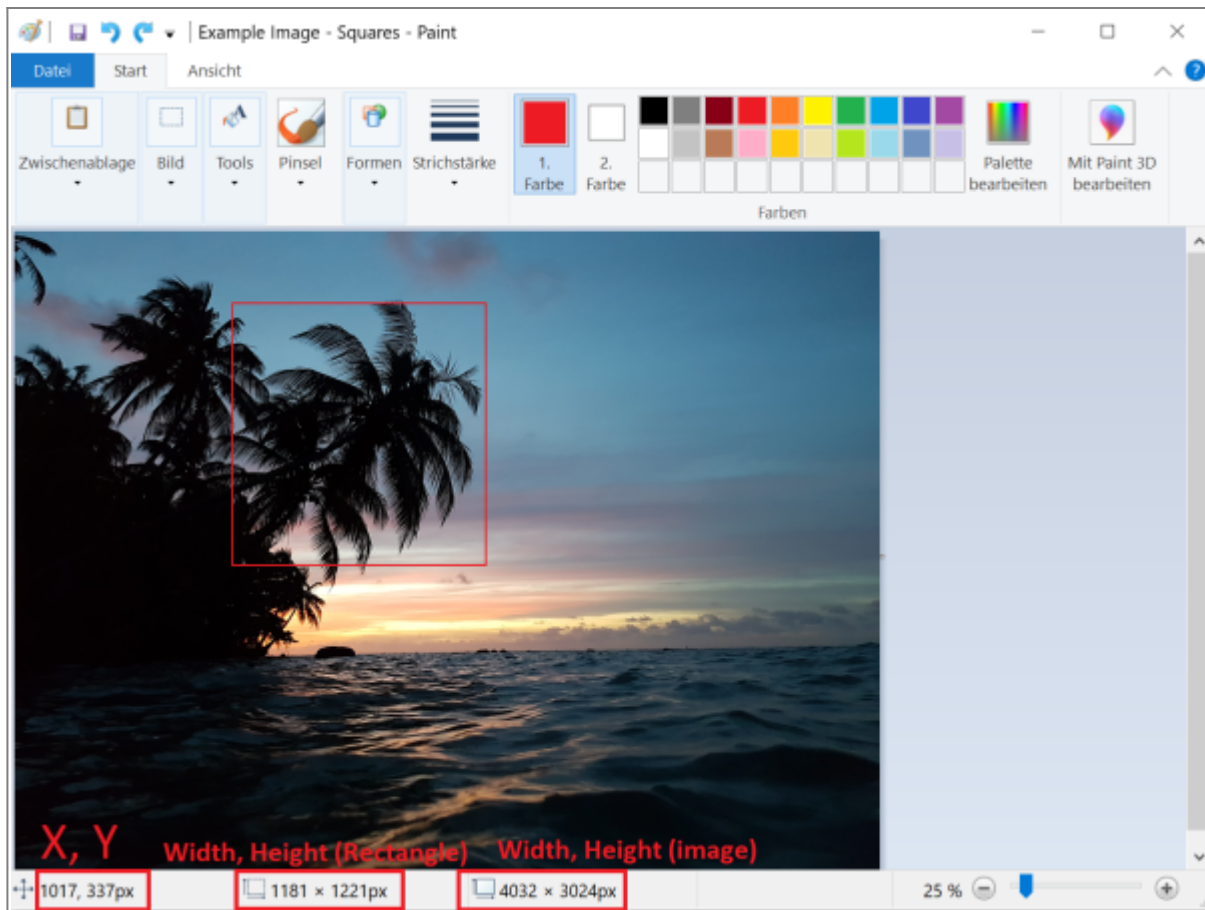 Example Image - Squares - Paint
Datei Start Ansicht
Zwischenablage Bild Tools Pinsel Formen Strichstärke 1. Farbe 2. Farbe Palette bearbeiten Mit Paint 3D bearbeiten
Farben
X, Y Width, Height (Rectangle) Width, Height (image)
1017, 337px 1181 × 1221px 4032 × 3024px 25 %